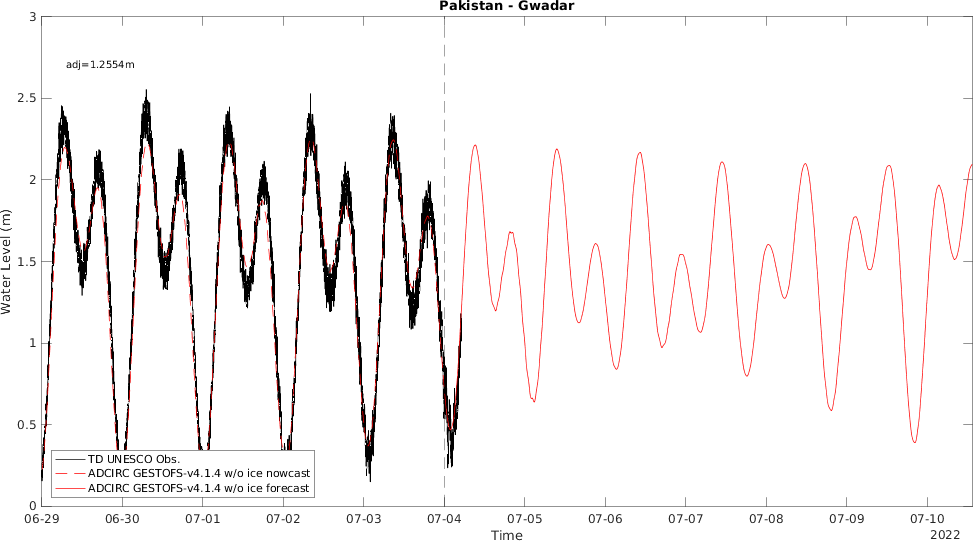 Pakistan - Gwadar
3
adj=1.2554m
2.5
2
1.5
1
0.5
0
Water Level (m)
TD UNESCO Obs.
ADCIRC GESTOFS-v4.1.4 w/o ice nowcast
ADCIRC GESTOFS-v4.1.4 w/o ice forecast
06-29 06-30 07-01 07-02 07-03 07-04 07-05 07-06 07-07 07-08 07-09 07-10
Time
2022